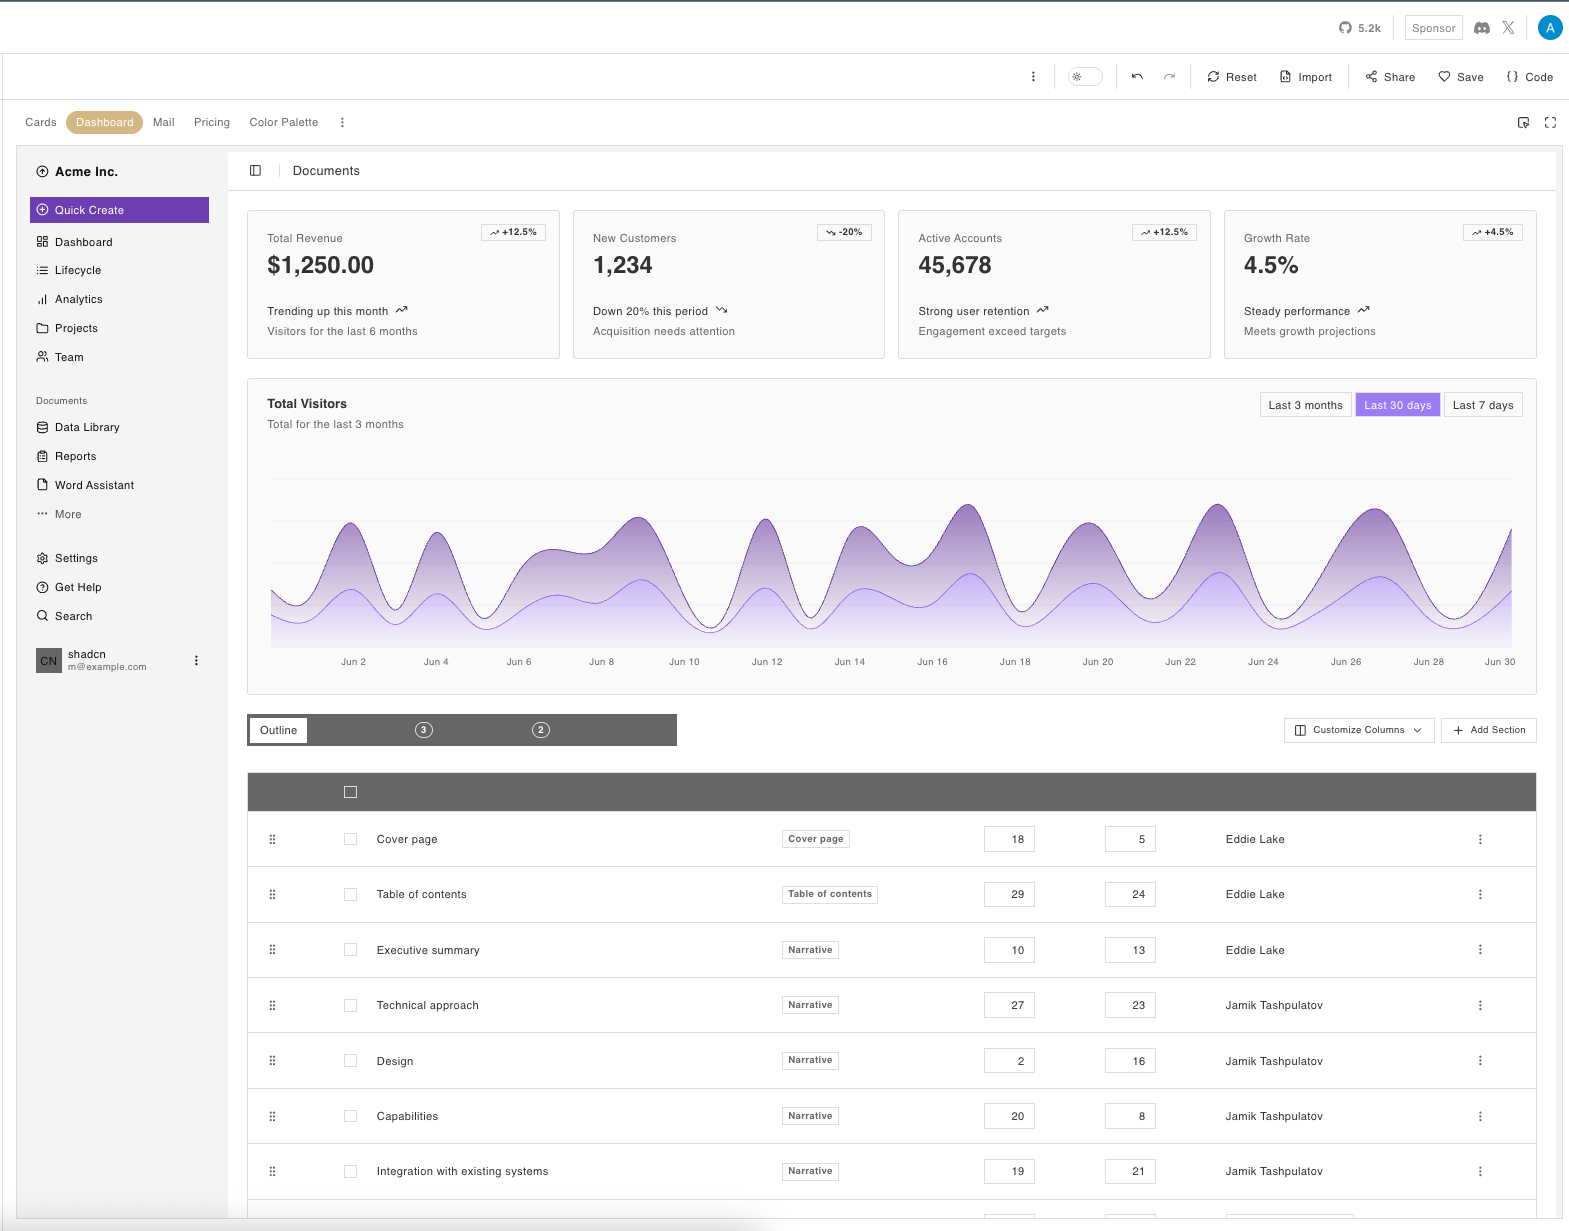 5.2k
Sponsor
A
Reset
Import
Share
Save
Code
Cards
Dashboard
Mail
Pricing
Color Palette
Acme Inc.
Quick Create
Dashboard
Lifecycle
Analytics
Projects
Team
Documents
Data Library
Reports
Word Assistant
More
Settings
Get Help
Search
CN
shadcn
m@example.com
Documents
Total Revenue
+12.5%
$1,250.00
Trending up this month
Visitors for the last 6 months
New Customers
-20%
1,234
Down 20% this period
Acquisition needs attention
Active Accounts
+12.5%
45,678
Strong user retention
Engagement exceed targets
Growth Rate
+4.5%
4.5%
Steady performance
Meets growth projections
Total Visitors
Total for the last 3 months
Last 3 months
Last 30 days
Last 7 days
Jun 2
Jun 4
Jun 6
Jun 8
Jun 10
Jun 12
Jun 14
Jun 16
Jun 18
Jun 20
Jun 22
Jun 24
Jun 26
Jun 28
Jun 30
Outline
3
2
Customize Columns
Add Section
Cover page Cover page 18 5 Eddie Lake
Table of contents Table of contents 29 24 Eddie Lake
Executive summary Narrative 10 13 Eddie Lake
Technical approach Narrative 27 23 Jamik Tashpulatov
Design Narrative 2 16 Jamik Tashpulatov
Capabilities Narrative 20 8 Jamik Tashpulatov
Integration with existing systems Narrative 19 21 Jamik Tashpulatov